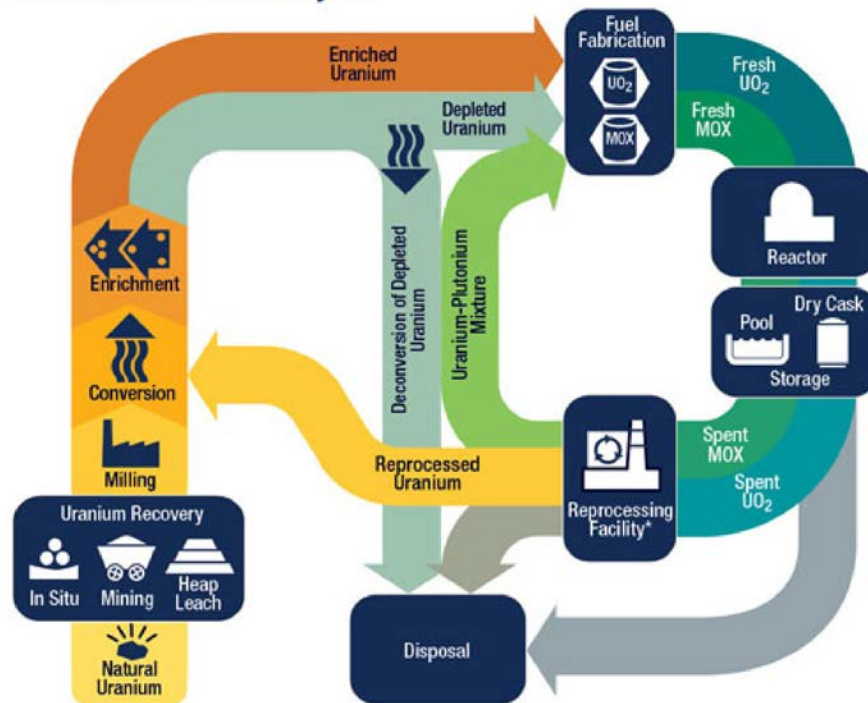 Fuel
Fabrication
UO2
MOX
Enriched
Uranium
Depleted
Uranium
Fresh
UO2
Fresh
MOX
Reactor
Enrichment
Deconversion of Depleted
Uranium
Uranium-Plutonium
Mixture
Dry Cask
Pool
Storage
Conversion
Milling
Reprocessed
Uranium
Spent
MOX
Spent
UO2
Reprocessing
Facility*
Uranium Recovery
In Situ
Mining
Heap
Leach
Disposal
Natural
Uranium